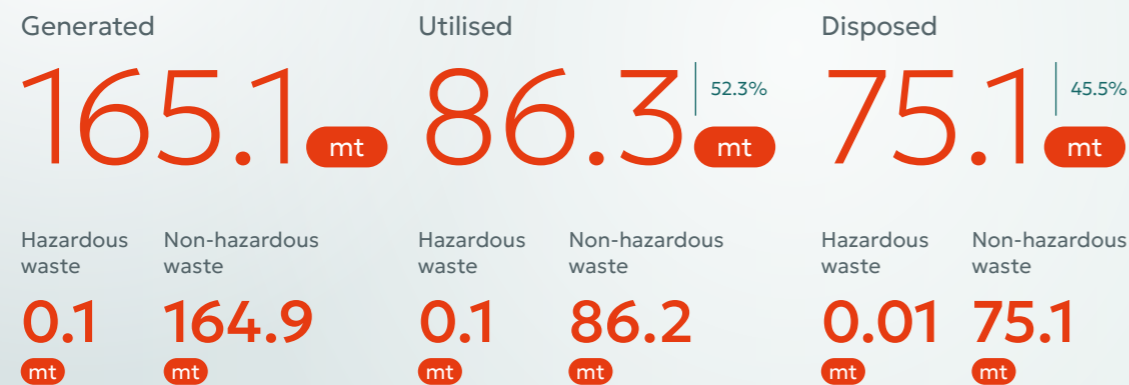 Generated
165.1 mt
Hazardous
waste
0.1
mt
Non-hazardous
waste
164.9
mt
Utilised
86.3 mt
52.3%
Hazardous
waste
0.1
mt
Non-hazardous
waste
86.2
mt
Disposed
75.1 mt
45.5%
Hazardous
waste
0.01
mt
Non-hazardous
waste
75.1
mt